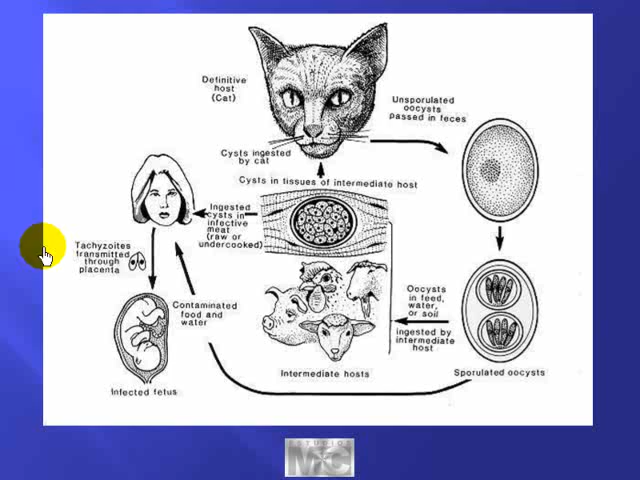 Definitive
host
(Cat)
Unsporulated
oocysts
passed in feces
Cysts ingested
by cat
Cysts in tissues of intermediate host
Ingested
cysts in
infective
meat
(raw or
undercooked)
Tachyzoites
transmitted
through
placenta
Contaminated
food and
water
Oocysts
in feed,
water,
or soil
ingested by
intermediate
host
Infected fetus
Intermediate hosts
Sporulated oocysts
ESTUDIOS
MC